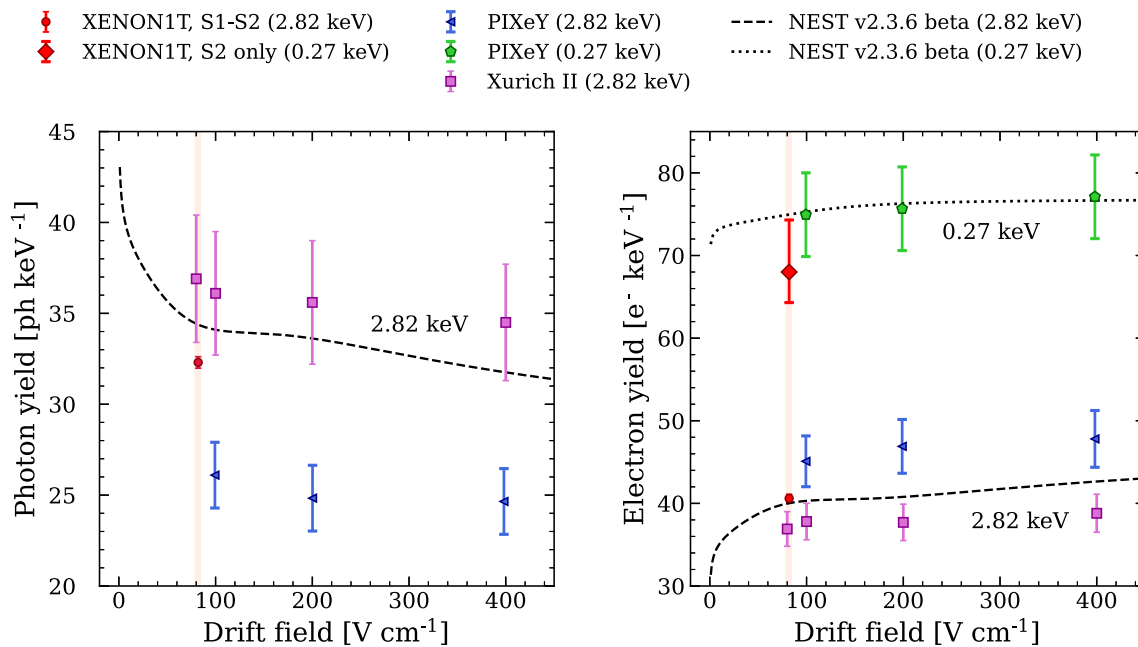 XENON1T, S1-S2 (2.82 keV)
XENON1T, S2 only (0.27 keV)
PIXeY (2.82 keV)
PIXeY (0.27 keV)
Xurich II (2.82 keV)
NEST v2.3.6 beta (2.82 keV)
NEST v2.3.6 beta (0.27 keV)
Photon yield [ph keV⁻¹]
45
40
35
30
25
20
2.82 keV
0 100 200 300 400
Drift field [V cm⁻¹]
Electron yield [e⁻ keV⁻¹]
80
70
60
50
40
30
0.27 keV
2.82 keV
0 100 200 300 400
Drift field [V cm⁻¹]